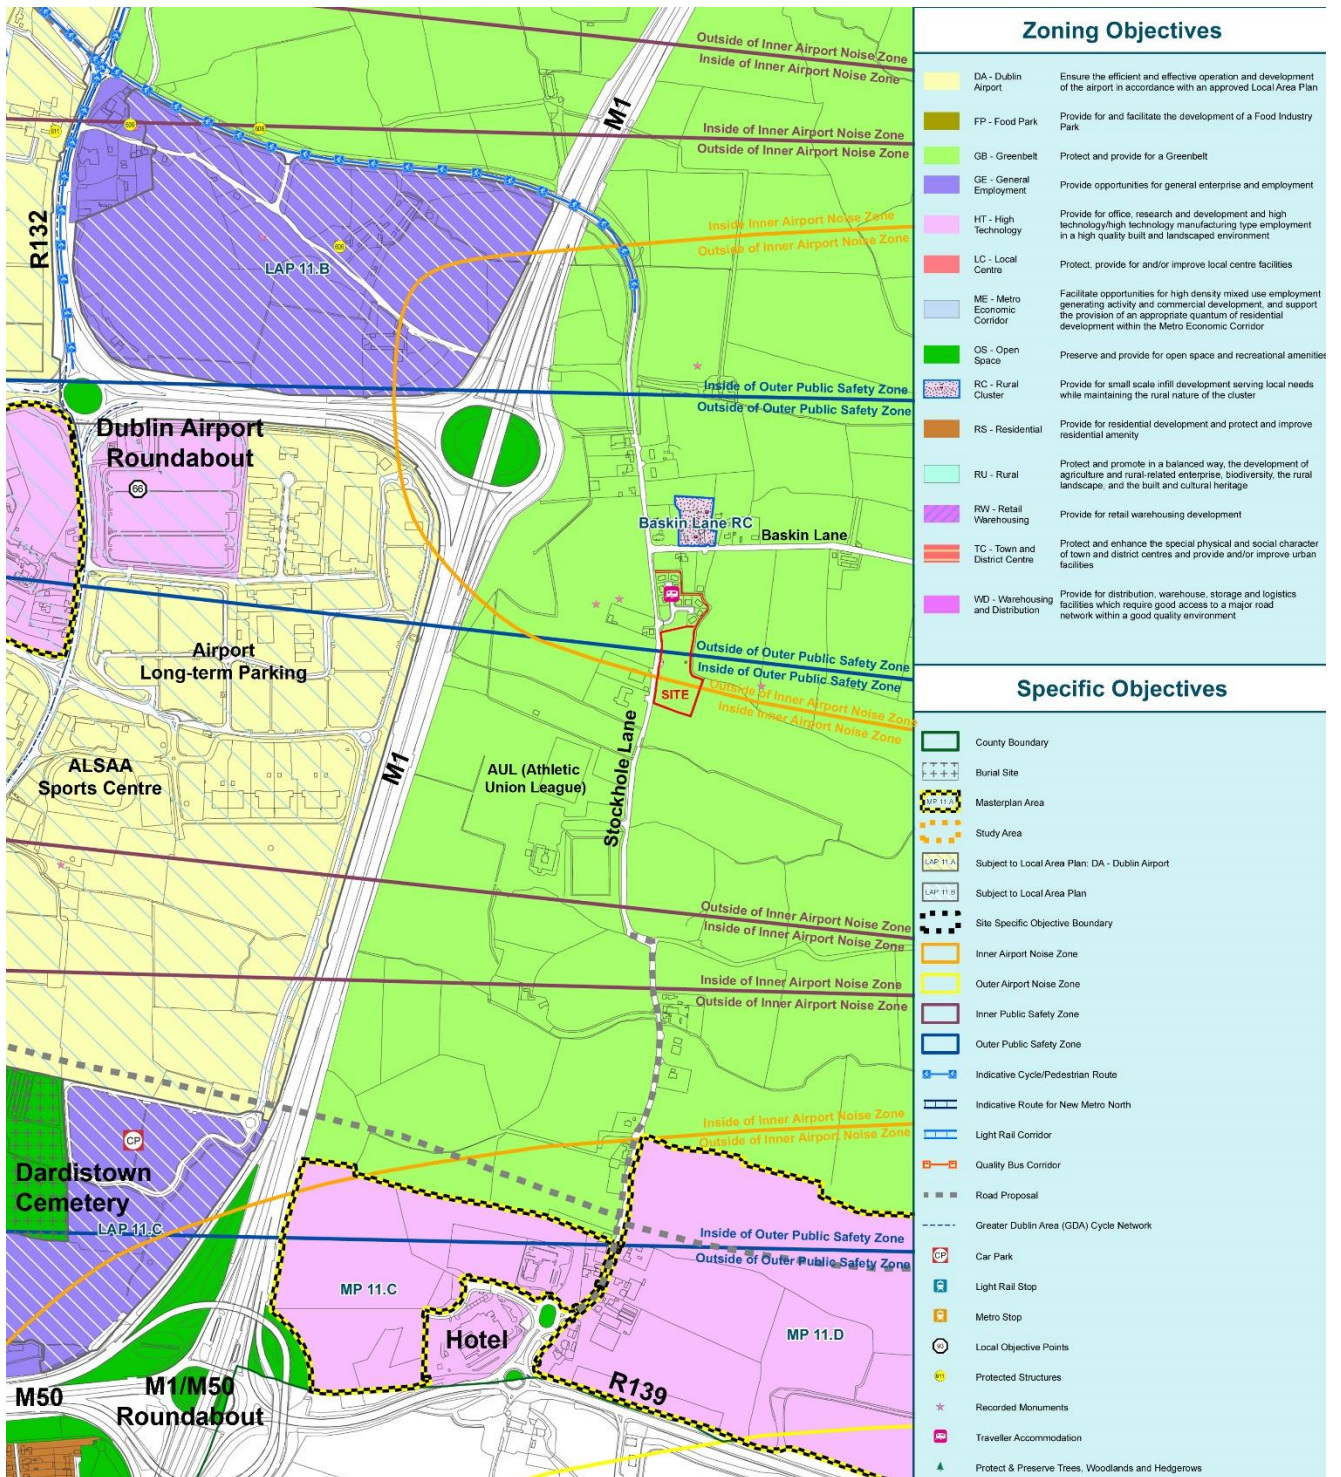 Outside of Inner Airport Noise Zone
Inside of Inner Airport Noise Zone
M1
611
609
608
Inside of Inner Airport Noise Zone
Outside of Inner Airport Noise Zone
R132
606
LAP 11.B
Inside Inner Airport Noise Zone
Outside of Inner Airport Noise Zone
Inside of Outer Public Safety Zone
Outside of Outer Public Safety Zone
Dublin Airport
Roundabout
66
Baskin Lane RC
Baskin Lane
Airport
Long-term Parking
Outside of Outer Public Safety Zone
Inside of Outer Public Safety Zone
SITE
Outside of Inner Airport Noise Zone
Inside Inner Airport Noise Zone
Stockhole Lane
M1
ALSAA
Sports Centre
AUL (Athletic
Union League)
Outside of Inner Airport Noise Zone
Inside of Inner Airport Noise Zone
Inside of Inner Airport Noise Zone
Outside of Inner Airport Noise Zone
Inside of Inner Airport Noise Zone
Outside of Inner Airport Noise Zone
CP
Dardistown
Cemetery
LAP 11.C
Inside of Outer Public Safety Zone
Outside of Outer Public Safety Zone
MP 11.C
Hotel
MP 11.D
M50
M1/M50
Roundabout
R139
Zoning Objectives
DA - Dublin
Airport
Ensure the efficient and effective operation and development
of the airport in accordance with an approved Local Area Plan
FP - Food Park
Provide for and facilitate the development of a Food Industry
Park
GB - Greenbelt
Protect and provide for a Greenbelt
GE - General
Employment
Provide opportunities for general enterprise and employment
HT - High
Technology
Provide for office, research and development and high
technology/high technology manufacturing type employment
in a high quality built and landscaped environment
LC - Local
Centre
Protect, provide for and/or improve local centre facilities
ME - Metro
Economic
Corridor
Facilitate opportunities for high density mixed use employment
generating activity and commercial development, and support
the provision of an appropriate quantum of residential
development within the Metro Economic Corridor
OS - Open
Space
Preserve and provide for open space and recreational amenities
RC - Rural
Cluster
Provide for small scale infill development serving local needs
while maintaining the rural nature of the cluster
RS - Residential
Provide for residential development and protect and improve
residential amenity
RU - Rural
Protect and promote in a balanced way, the development of
agriculture and rural-related enterprise, biodiversity, the rural
landscape, and the built and cultural heritage
RW - Retail
Warehousing
Provide for retail warehousing development
TC - Town and
District Centre
Protect and enhance the special physical and social character
of town and district centres and provide and/or improve urban
facilities
WD - Warehousing
and Distribution
Provide for distribution, warehouse, storage and logistics
facilities which require good access to a major road
network within a good quality environment
Specific Objectives
County Boundary
Burial Site
MP 11.A
Masterplan Area
Study Area
LAP 11.A
Subject to Local Area Plan: DA - Dublin Airport
LAP 11.B
Subject to Local Area Plan
Site Specific Objective Boundary
Inner Airport Noise Zone
Outer Airport Noise Zone
Inner Public Safety Zone
Outer Public Safety Zone
Indicative Cycle/Pedestrian Route
Indicative Route for New Metro North
Light Rail Corridor
Quality Bus Corridor
Road Proposal
Greater Dublin Area (GDA) Cycle Network
CP
Car Park
Light Rail Stop
Metro Stop
93
Local Objective Points
811
Protected Structures
Recorded Monuments
Traveller Accommodation
Protect & Preserve Trees, Woodlands and Hedgerows